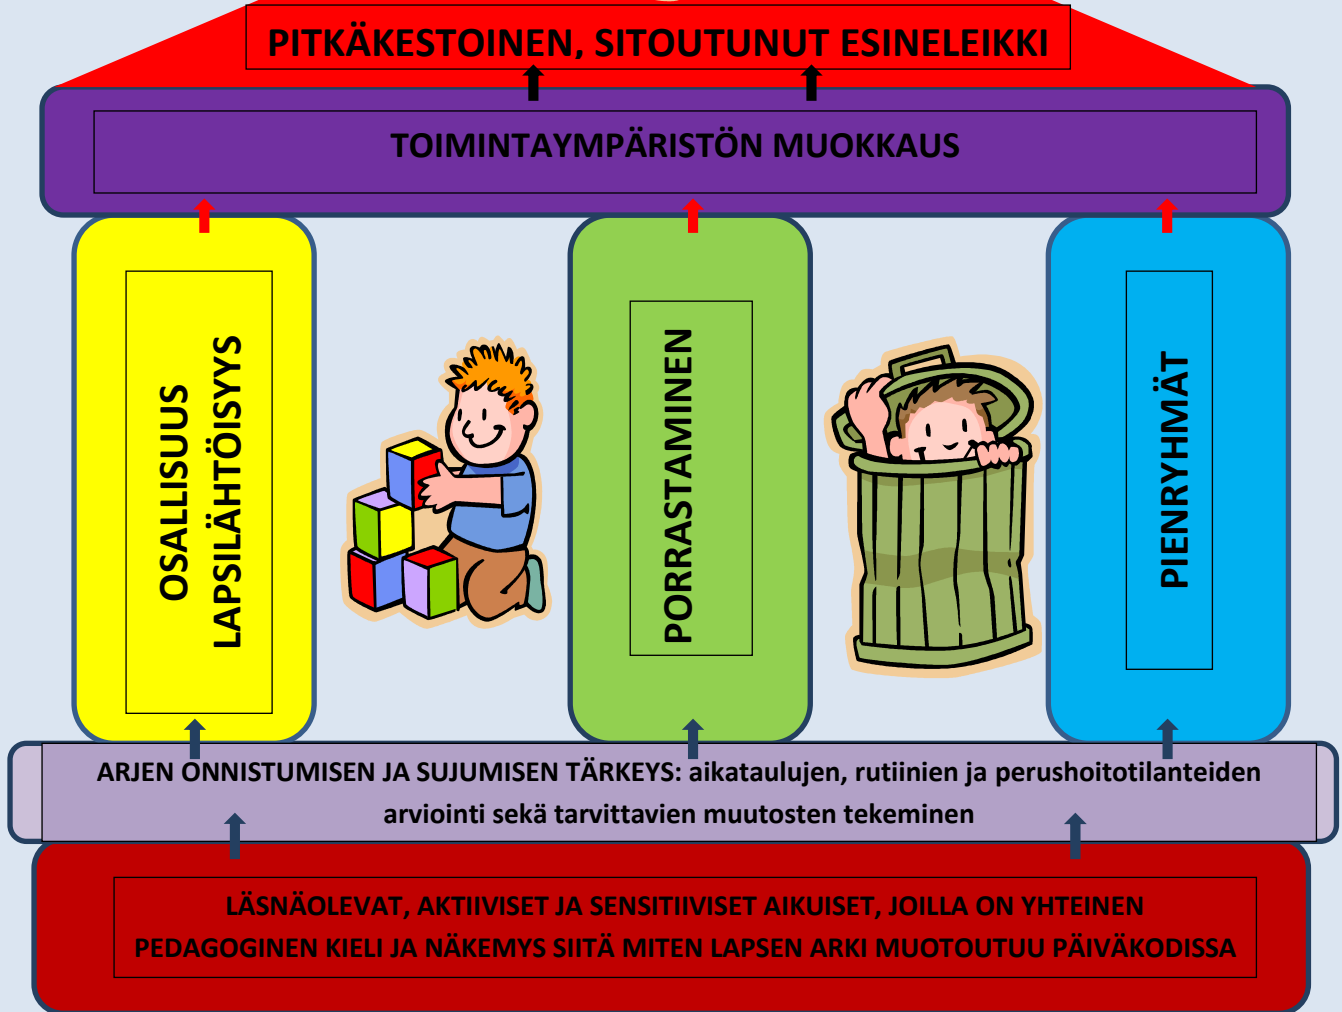 PITKÄKESTOINEN, SITOUTUNUT ESINELEIKKI
TOIMINTAYMPÄRISTÖN MUOKKAUS
OSALLISUUS
LAPSILÄHTÖISYYS
PORRASTAMINEN
PIENRYHMÄT
ARJEN ONNISTUMISEN JA SUJUMISEN TÄRKEYS: aikataulujen, rutiinien ja perushoitotilanteiden
arviointi sekä tarvittavien muutosten tekeminen
LÄSNÄOLEVAT, AKTIIVISET JA SENSITIIVISET AIKUISET, JOILLA ON YHTEINEN
PEDAGOGINEN KIELI JA NÄKEMYS SIITÄ MITEN LAPSEN ARKI MUOTOUTUU PÄIVÄKODISSA